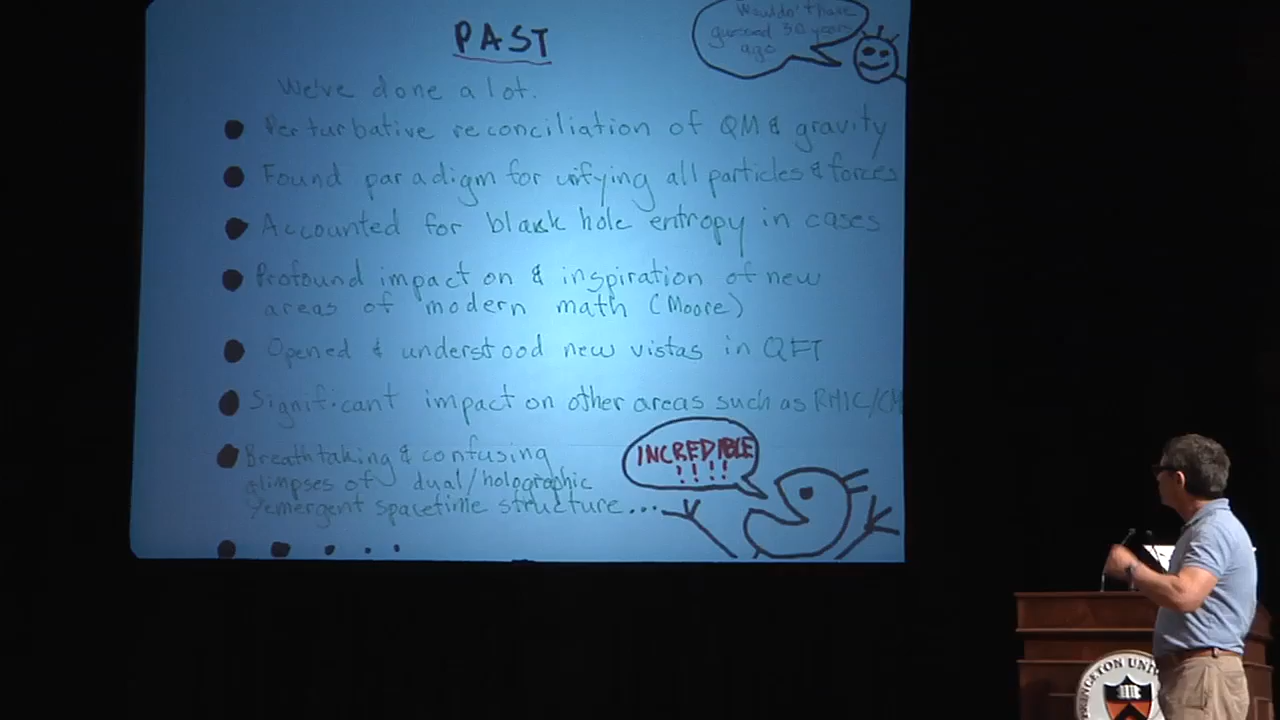 PAST
Wouldn't have
guessed 30 years
ago
We've done a lot.
Perturbative reconciliation of QM & gravity
Found paradigm for unifying all particles & forces
Accounted for black hole entropy in cases
Profound impact on & inspiration of new
areas of modern math (Moore)
Opened & understood new vistas in QFT
Significant impact on other areas such as RHIC/CM
Breathtaking & confusing
glimpses of dual/holographic
/emergent spacetime structure...
INCREDIBLE
!!!!
PRINCETON UNI